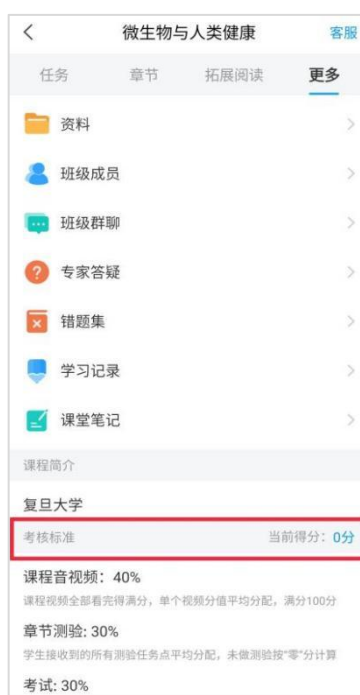 微生物与人类健康 客服
任务 章节 拓展阅读 更多
资料
班级成员
班级群聊
专家答疑
错题集
学习记录
课堂笔记
课程简介
复旦大学
考核标准 当前得分：0分
课程音视频：40%
课程视频全部看完得满分，单个视频分值平均分配，满分100分
章节测验: 30%
学生接收到的所有测验任务点平均分配，未做测验按"零"分计算
考试: 30%